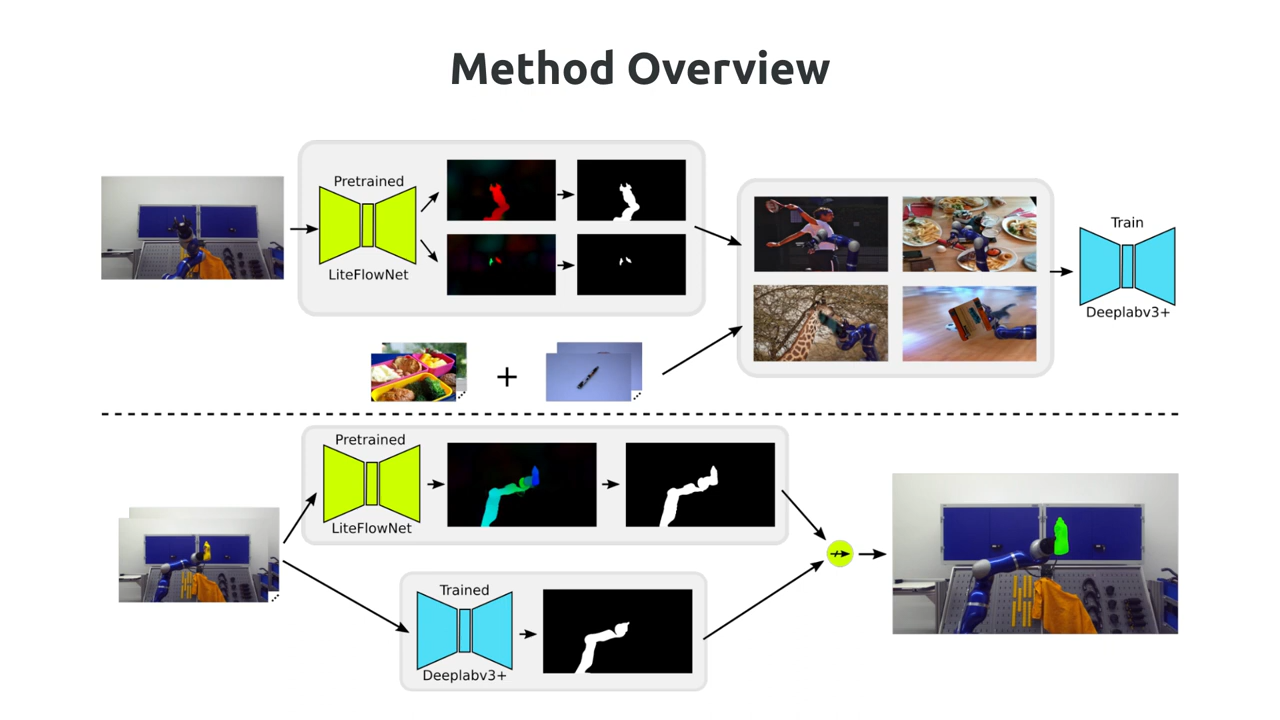 Method Overview
Pretrained
LiteFlowNet
Train
Deeplabv3+
+
Pretrained
LiteFlowNet
Trained
Deeplabv3+